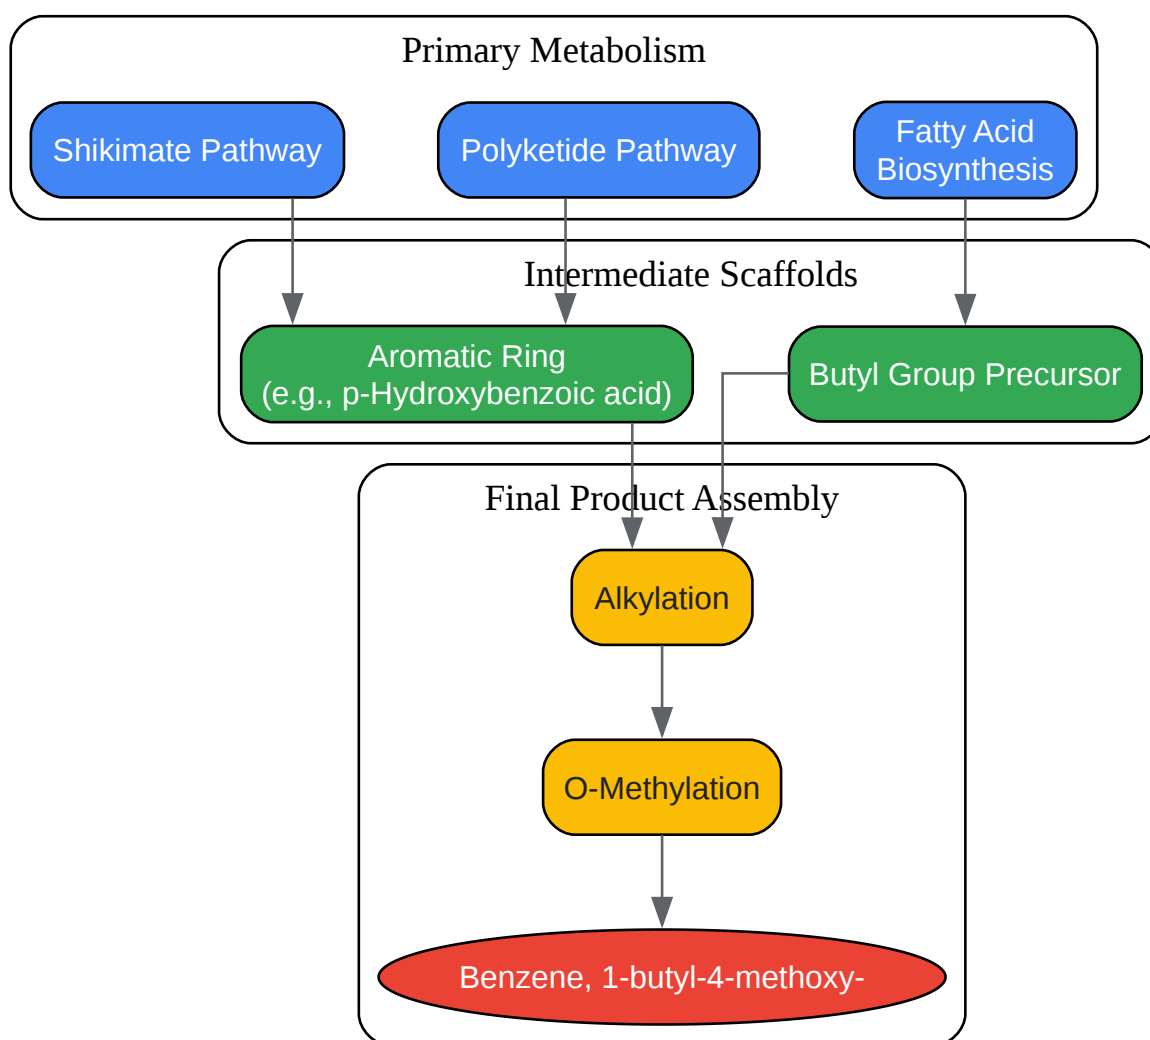 Primary Metabolism
Shikimate Pathway
Polyketide Pathway
Fatty Acid
Biosynthesis
Intermediate Scaffolds
Aromatic Ring
(e.g., p-Hydroxybenzoic acid)
Butyl Group Precursor
Final Product Assembly
Alkylation
O-Methylation
Benzene, 1-butyl-4-methoxy-